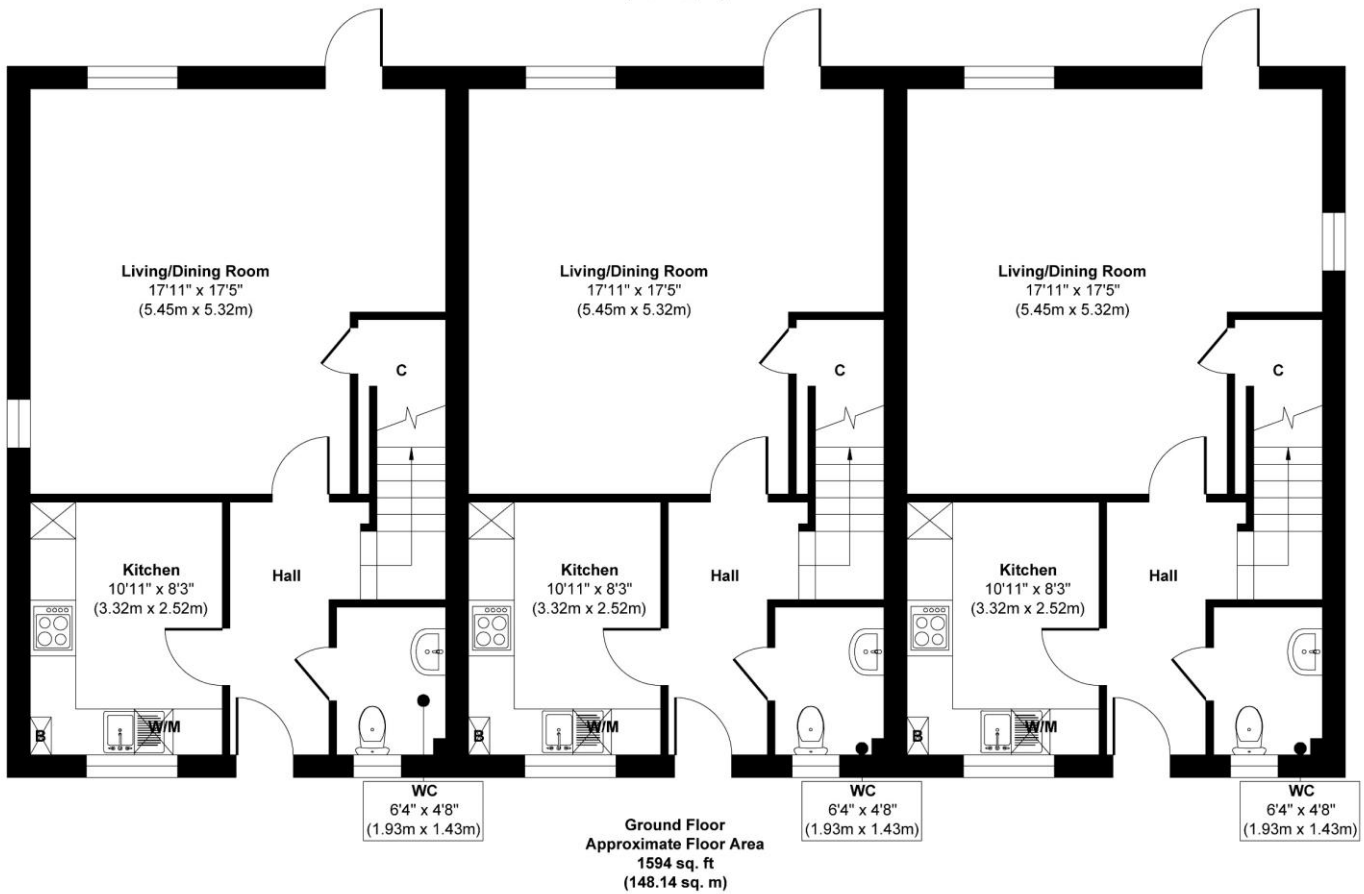 Living/Dining Room
17'11" x 17'5"
(5.45m x 5.32m)
C
Kitchen
10'11" x 8'3"
(3.32m x 2.52m)
Hall
B
W/M
WC
6'4" x 4'8"
(1.93m x 1.43m)
Living/Dining Room
17'11" x 17'5"
(5.45m x 5.32m)
C
Kitchen
10'11" x 8'3"
(3.32m x 2.52m)
Hall
B
W/M
WC
6'4" x 4'8"
(1.93m x 1.43m)
Living/Dining Room
17'11" x 17'5"
(5.45m x 5.32m)
C
Kitchen
10'11" x 8'3"
(3.32m x 2.52m)
Hall
B
W/M
WC
6'4" x 4'8"
(1.93m x 1.43m)
Ground Floor
Approximate Floor Area
1594 sq. ft
(148.14 sq. m)